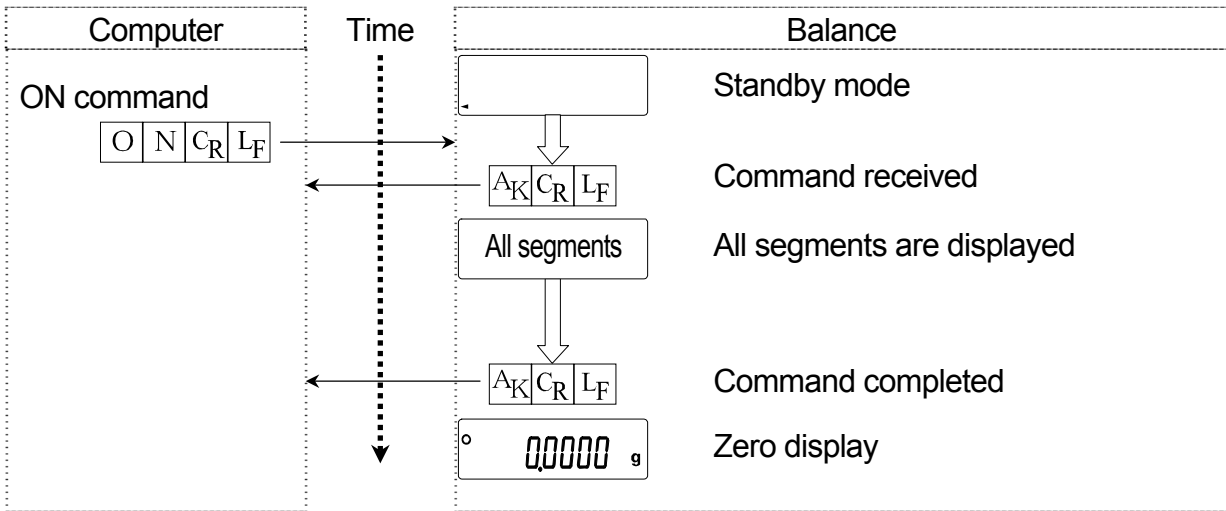 Computer Time Balance
Standby mode
ON command
O N CR LF
AK CR LF Command received
All segments All segments are displayed
AK CR LF Command completed
0.0000 g Zero display